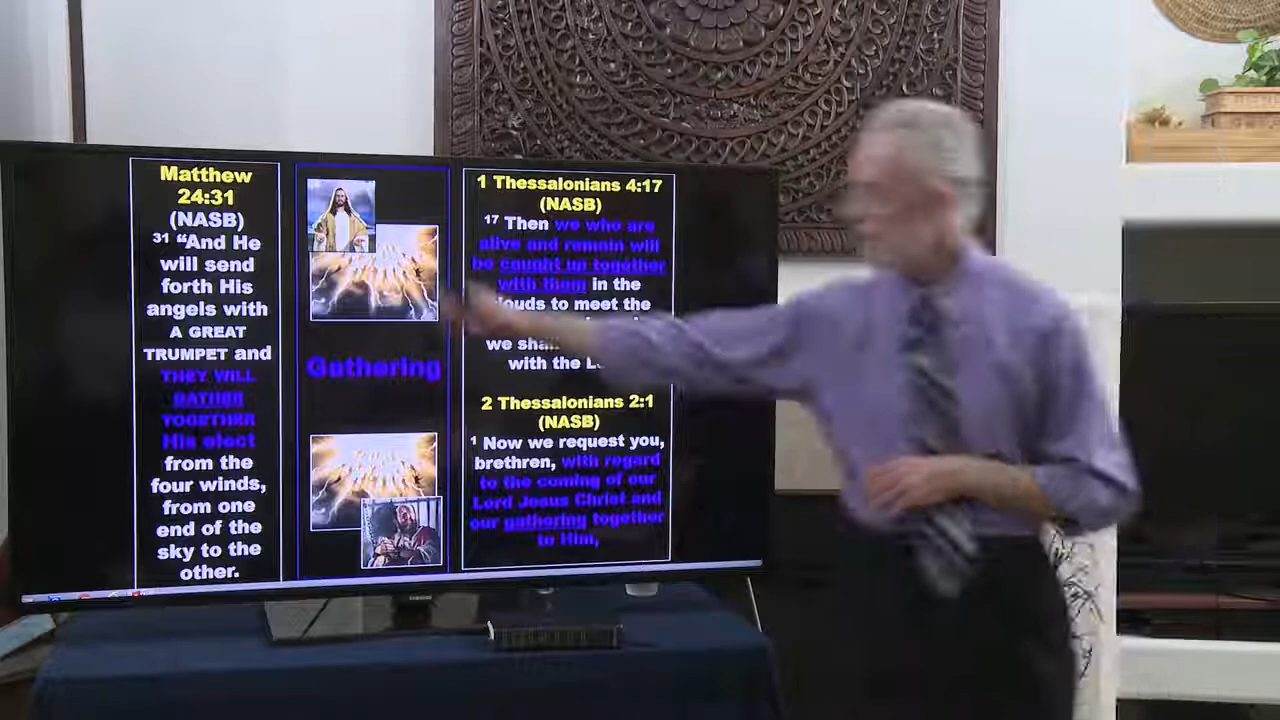 Matthew
24:31
(NASB)
31 “And He
will send
forth His
angels with
A GREAT
TRUMPET and
THEY WILL
GATHER
TOGETHER
His elect
from the
four winds,
from one
end of the
sky to the
other.
Gathering
1 Thessalonians 4:17
(NASB)
17 Then we who are
alive and remain will
be caught up together
with them in the
to meet the
we
with the
2 Thessalonians 2:1
(NASB)
1 Now we request you,
brethren, with regard
to the coming of our
Lord Jesus Christ and
our gathering together
to Him,
SAMSUNG